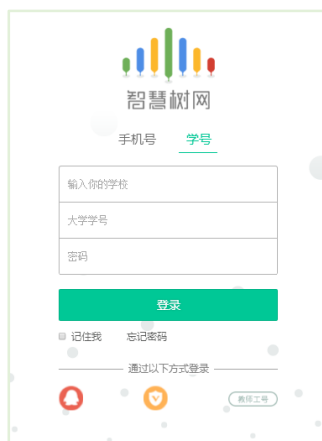 智慧树网
手机号 学号
输入你的学校
大学学号
密码
登录
记住我 忘记密码
通过以下方式登录
教师工号